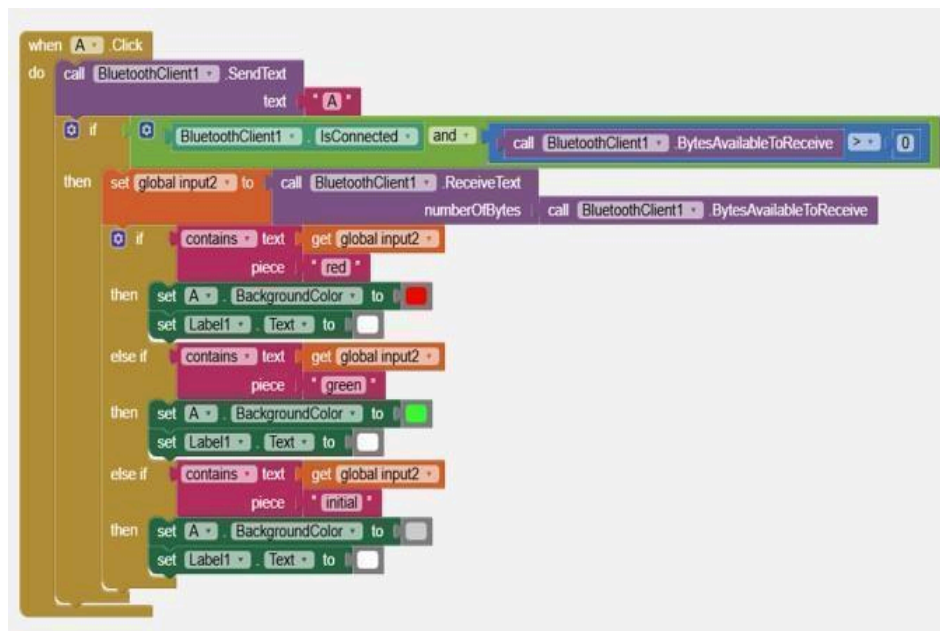 when A .Click
do call BluetoothClient1 .SendText
text " A "
if BluetoothClient1 . IsConnected and call BluetoothClient1 .BytesAvailableToReceive > 0
then set global input2 to call BluetoothClient1 .ReceiveText
numberOfBytes call BluetoothClient1 .BytesAvailableToReceive
if contains text get global input2
piece " red "
then set A . BackgroundColor to
set Label1 . Text to
else if contains text get global input2
piece " green "
then set A . BackgroundColor to
set Label1 . Text to
else if contains text get global input2
piece " initial "
then set A . BackgroundColor to
set Label1 . Text to